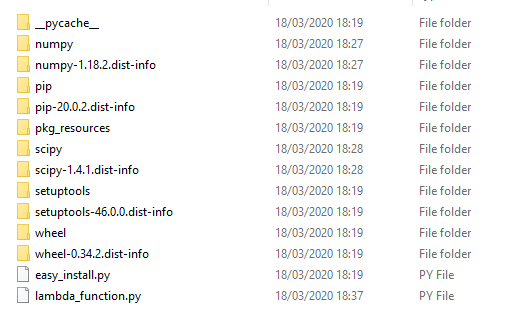 __pycache__ 18/03/2020 18:19 File folder
numpy 18/03/2020 18:27 File folder
numpy-1.18.2.dist-info 18/03/2020 18:27 File folder
pip 18/03/2020 18:19 File folder
pip-20.0.2.dist-info 18/03/2020 18:19 File folder
pkg_resources 18/03/2020 18:19 File folder
scipy 18/03/2020 18:28 File folder
scipy-1.4.1.dist-info 18/03/2020 18:28 File folder
setuptools 18/03/2020 18:19 File folder
setuptools-46.0.0.dist-info 18/03/2020 18:19 File folder
wheel 18/03/2020 18:19 File folder
wheel-0.34.2.dist-info 18/03/2020 18:19 File folder
easy_install.py 18/03/2020 18:19 PY File
lambda_function.py 18/03/2020 18:37 PY File